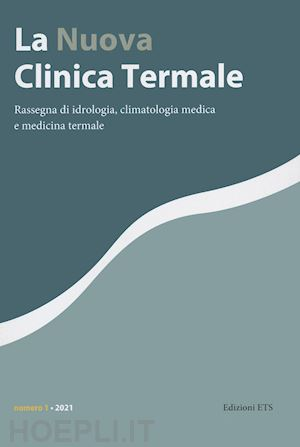 La Nuova
Clinica Termale
Rassegna di idrologia, climatologia medica
e medicina termale
numero 1 • 2021
Edizioni ETS
HOEPLI.IT